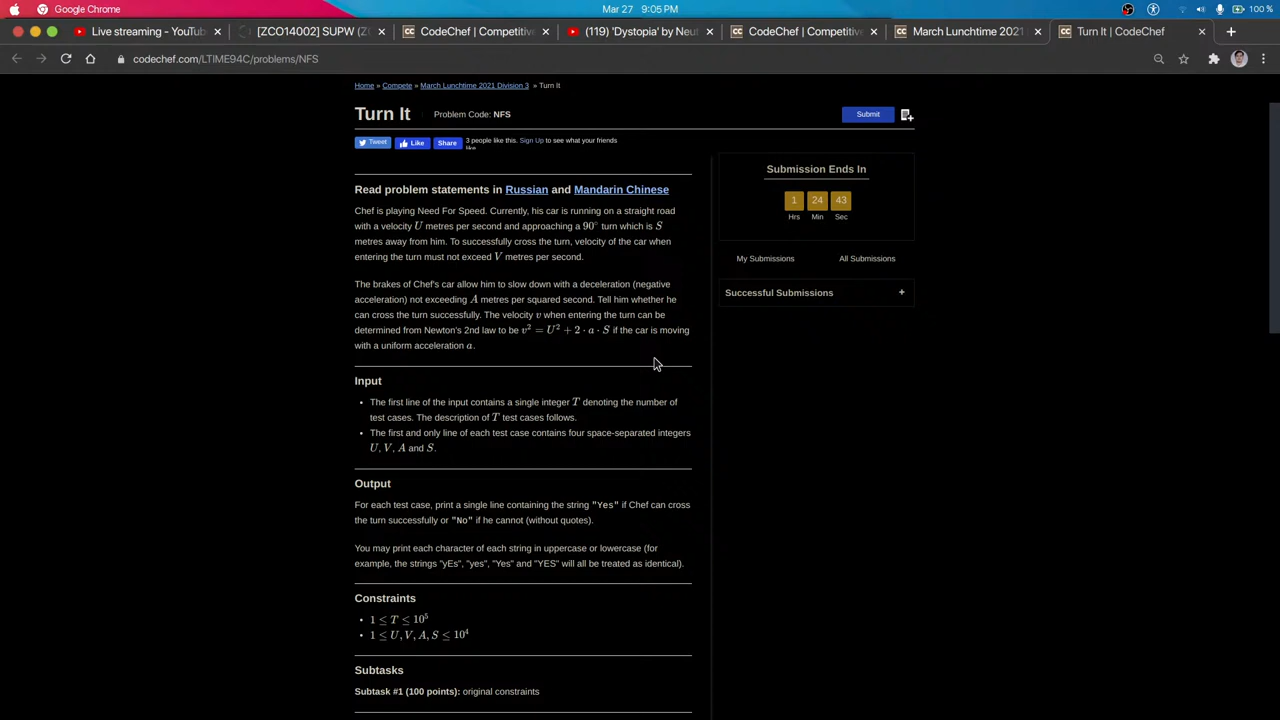 Google Chrome
Mar 27 9:05 PM
100 %
Live streaming - YouTub
[ZCO14002] SUPW (Z
CodeChef | Competitive
(119) 'Dystopia' by Neut
CodeChef | Competitive
March Lunchtime 2021
Turn It | CodeChef
codechef.com/LTIME94C/problems/NFS
Home » Compete » March Lunchtime 2021 Division 3 » Turn It
Turn It
Problem Code: NFS
Submit
Tweet
Like
Share
3 people like this. Sign Up to see what your friends
like.
Submission Ends In
1 24 43
Hrs Min Sec
My Submissions
All Submissions
Successful Submissions +
Read problem statements in Russian and Mandarin Chinese
Chef is playing Need For Speed. Currently, his car is running on a straight road
with a velocity U metres per second and approaching a 90° turn which is S
metres away from him. To successfully cross the turn, velocity of the car when
entering the turn must not exceed V metres per second.
The brakes of Chef's car allow him to slow down with a deceleration (negative
acceleration) not exceeding A metres per squared second. Tell him whether he
can cross the turn successfully. The velocity v when entering the turn can be
determined from Newton's 2nd law to be v² = U² + 2 · a · S if the car is moving
with a uniform acceleration a.
Input
• The first line of the input contains a single integer T denoting the number of
test cases. The description of T test cases follows.
• The first and only line of each test case contains four space-separated integers
U, V, A and S.
Output
For each test case, print a single line containing the string "Yes" if Chef can cross
the turn successfully or "No" if he cannot (without quotes).
You may print each character of each string in uppercase or lowercase (for
example, the strings "yEs", "yes", "Yes" and "YES" will all be treated as identical).
Constraints
• 1 ≤ T ≤ 10⁵
• 1 ≤ U, V, A, S ≤ 10⁴
Subtasks
Subtask #1 (100 points): original constraints